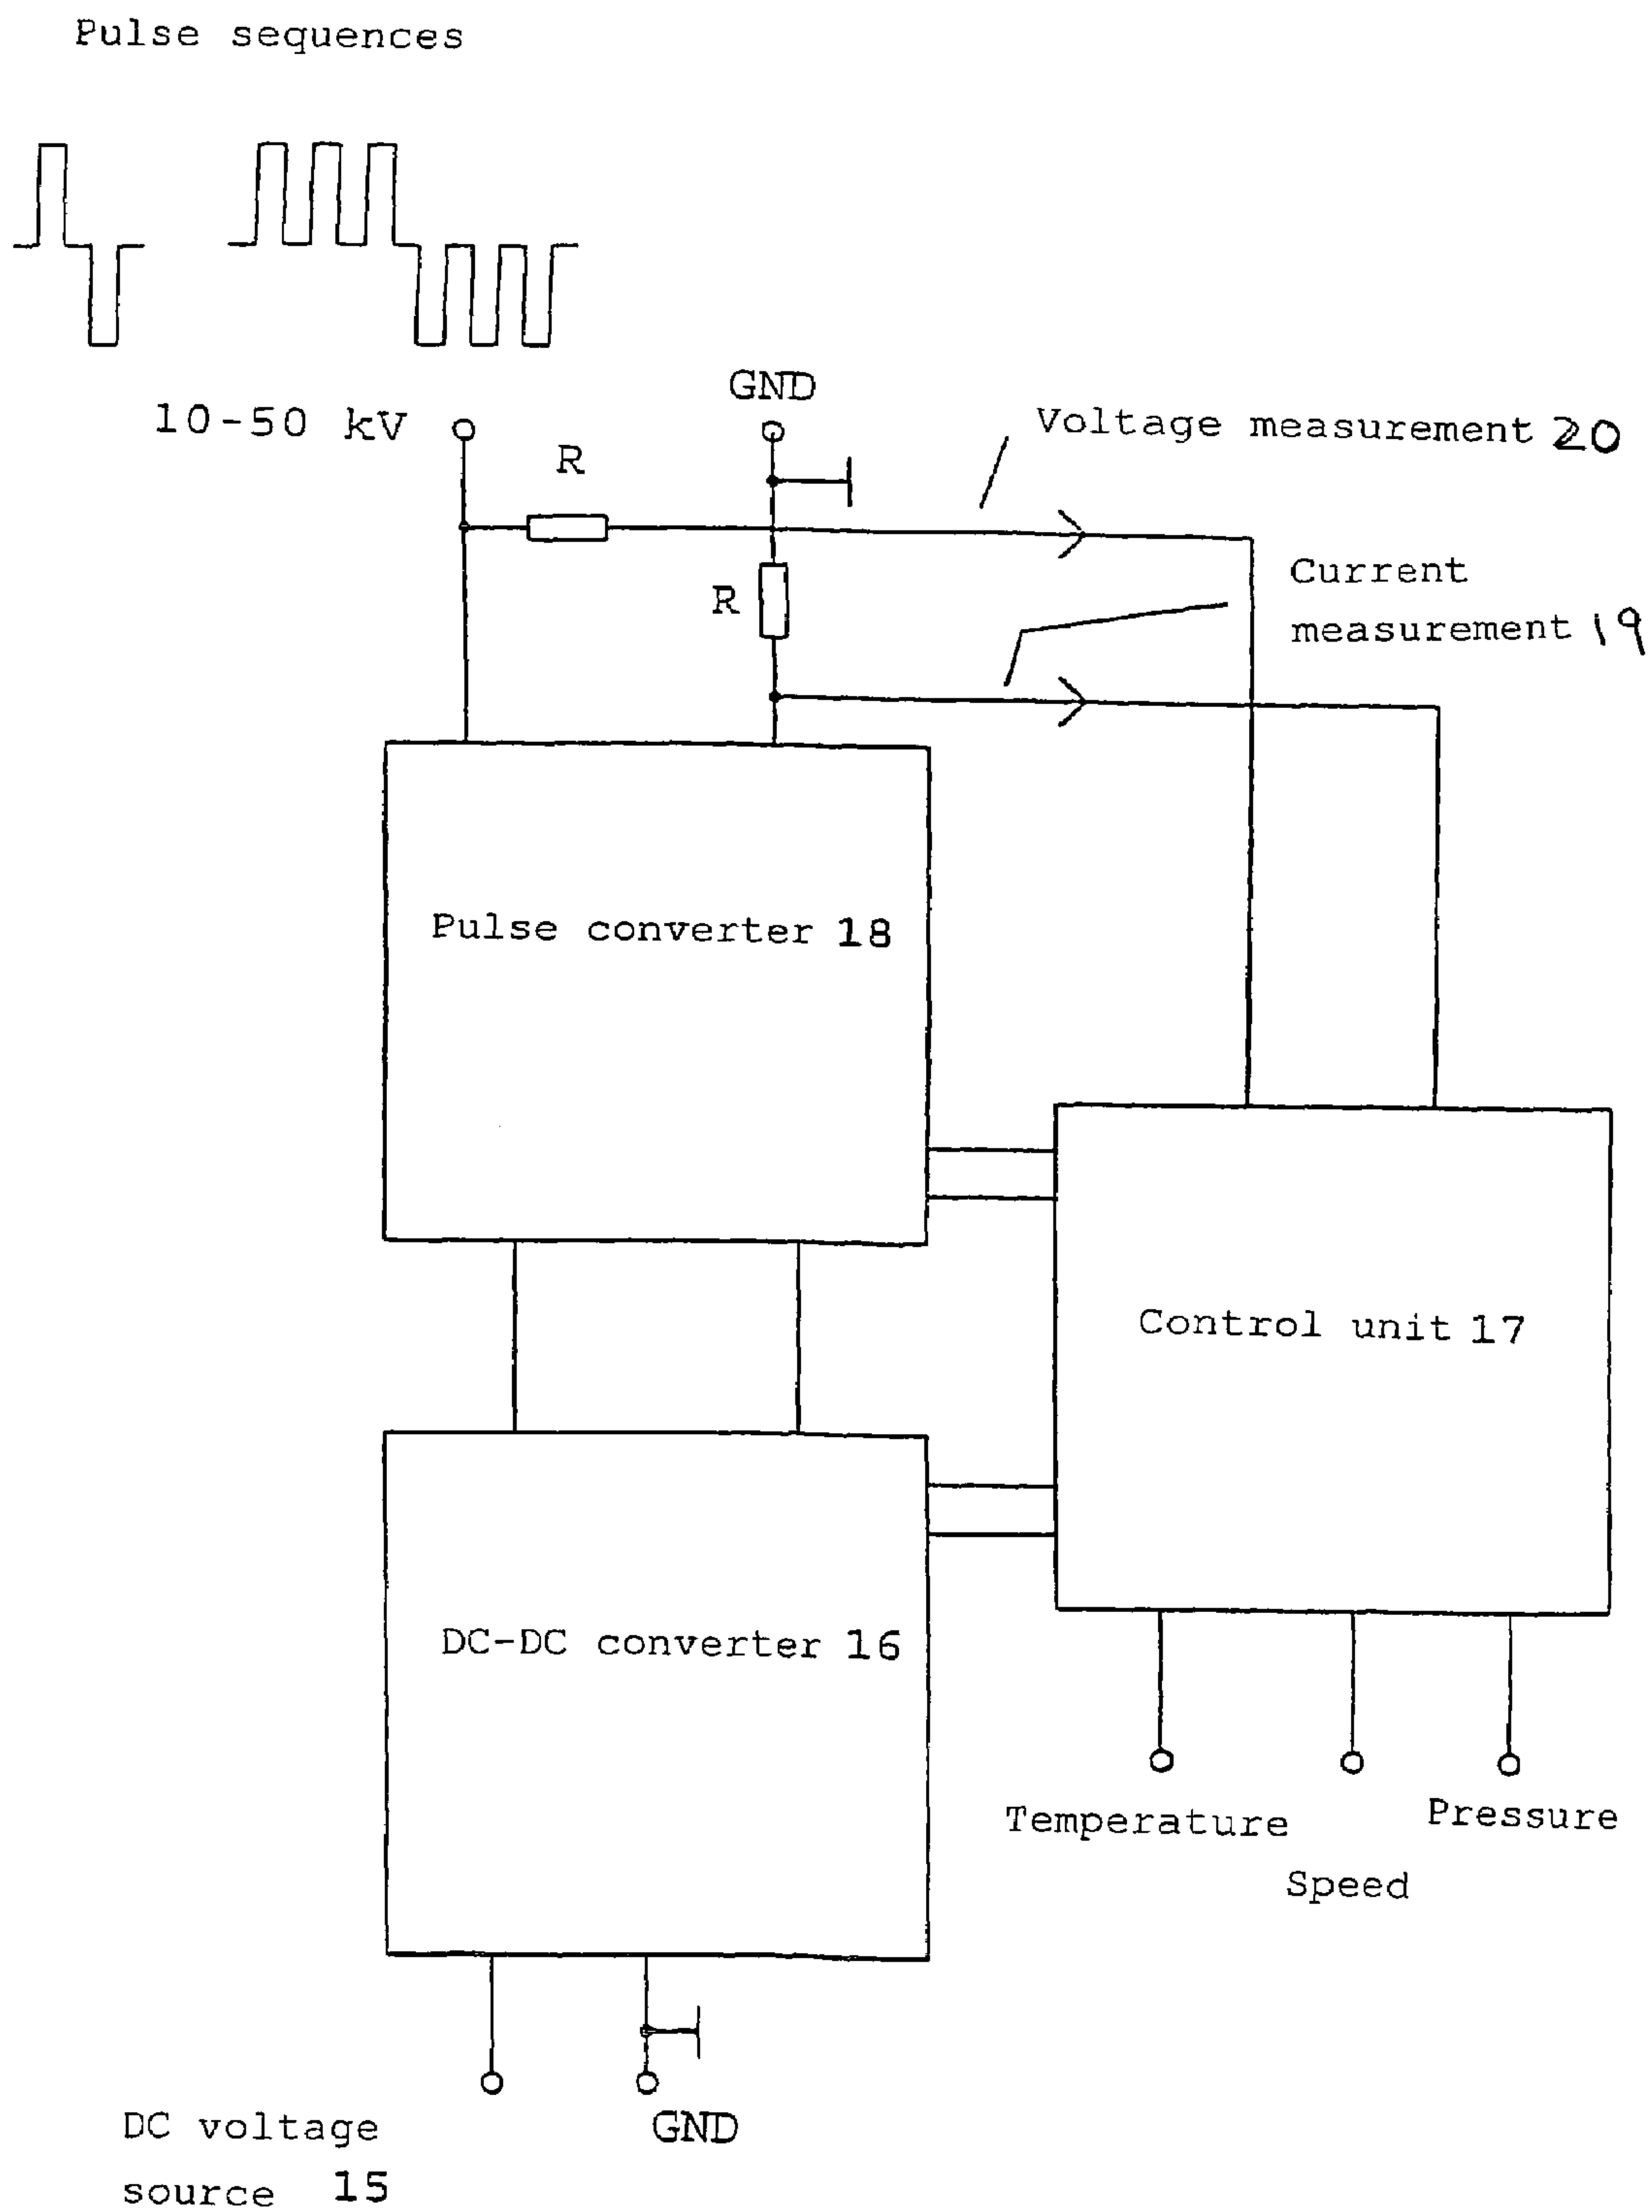 Pulse sequences
GND
10-50 kV
R
Voltage measurement 20
R
Current
measurement 19
Pulse converter 18
Control unit 17
DC-DC converter 16
Temperature
Pressure
Speed
GND
DC voltage
source 15